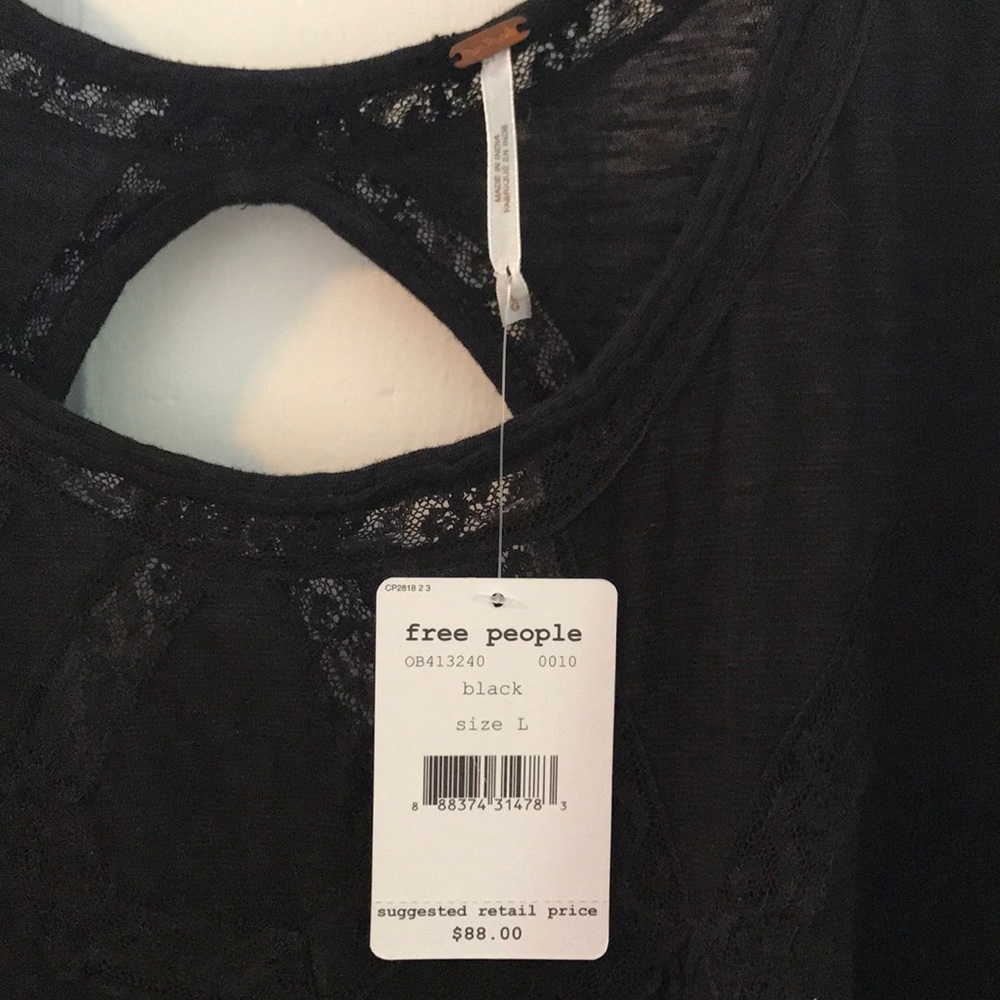 MADE IN INDIA
FABRIQUE EN INDE
CP2818 2 3
free people
OB413240 0010
black
size L
8 88374 31478 3
suggested retail price
$88.00